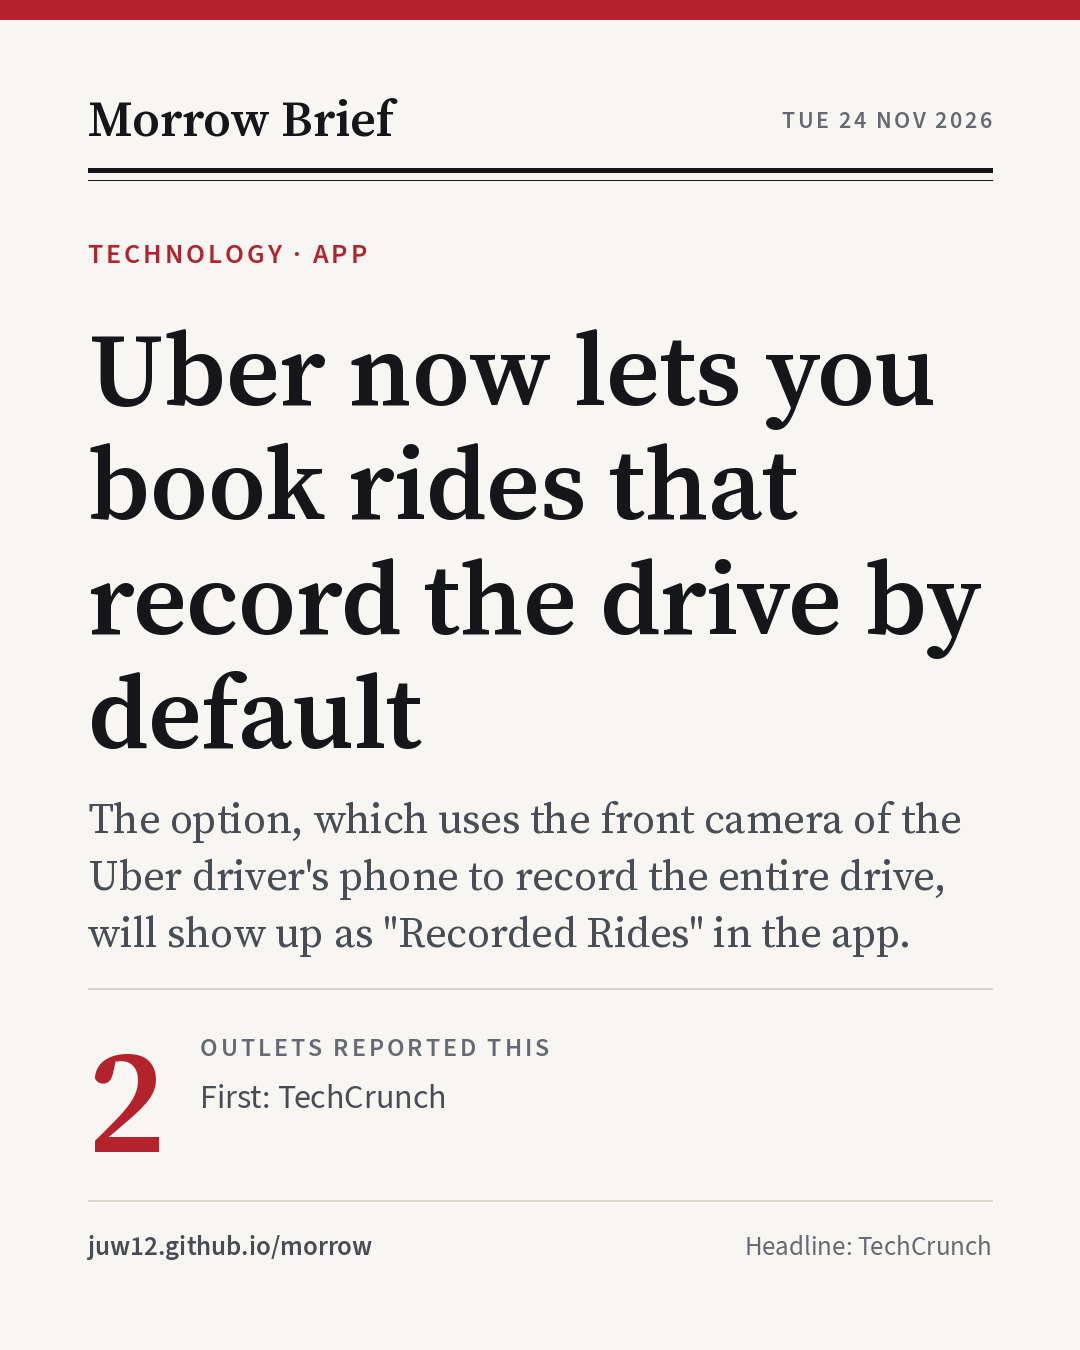 Morrow Brief
TUE 24 NOV 2026
TECHNOLOGY · APP
Uber now lets you
book rides that
record the drive by
default
The option, which uses the front camera of the
Uber driver's phone to record the entire drive,
will show up as "Recorded Rides" in the app.
2
OUTLETS REPORTED THIS
First: TechCrunch
juw12.github.io/morrow
Headline: TechCrunch